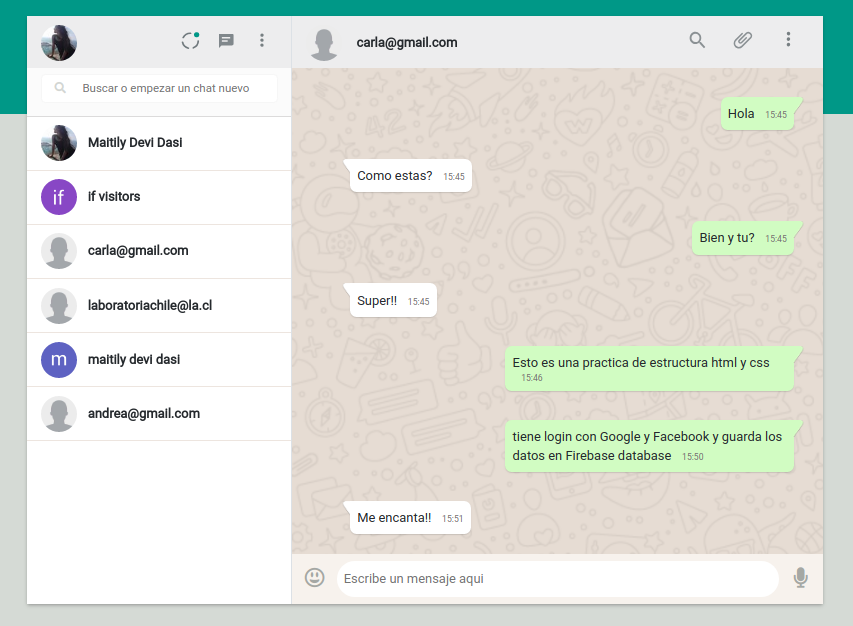 Buscar o empezar un chat nuevo
Maitily Devi Dasi
if
if visitors
carla@gmail.com
laboratoriachile@la.cl
m
maitily devi dasi
andrea@gmail.com
carla@gmail.com
Hola 15:45
Como estas? 15:45
Bien y tu? 15:45
Super!! 15:45
Esto es una practica de estructura html y css
15:46
tiene login con Google y Facebook y guarda los
datos en Firebase database 15:50
Me encanta!! 15:51
Escribe un mensaje aqui